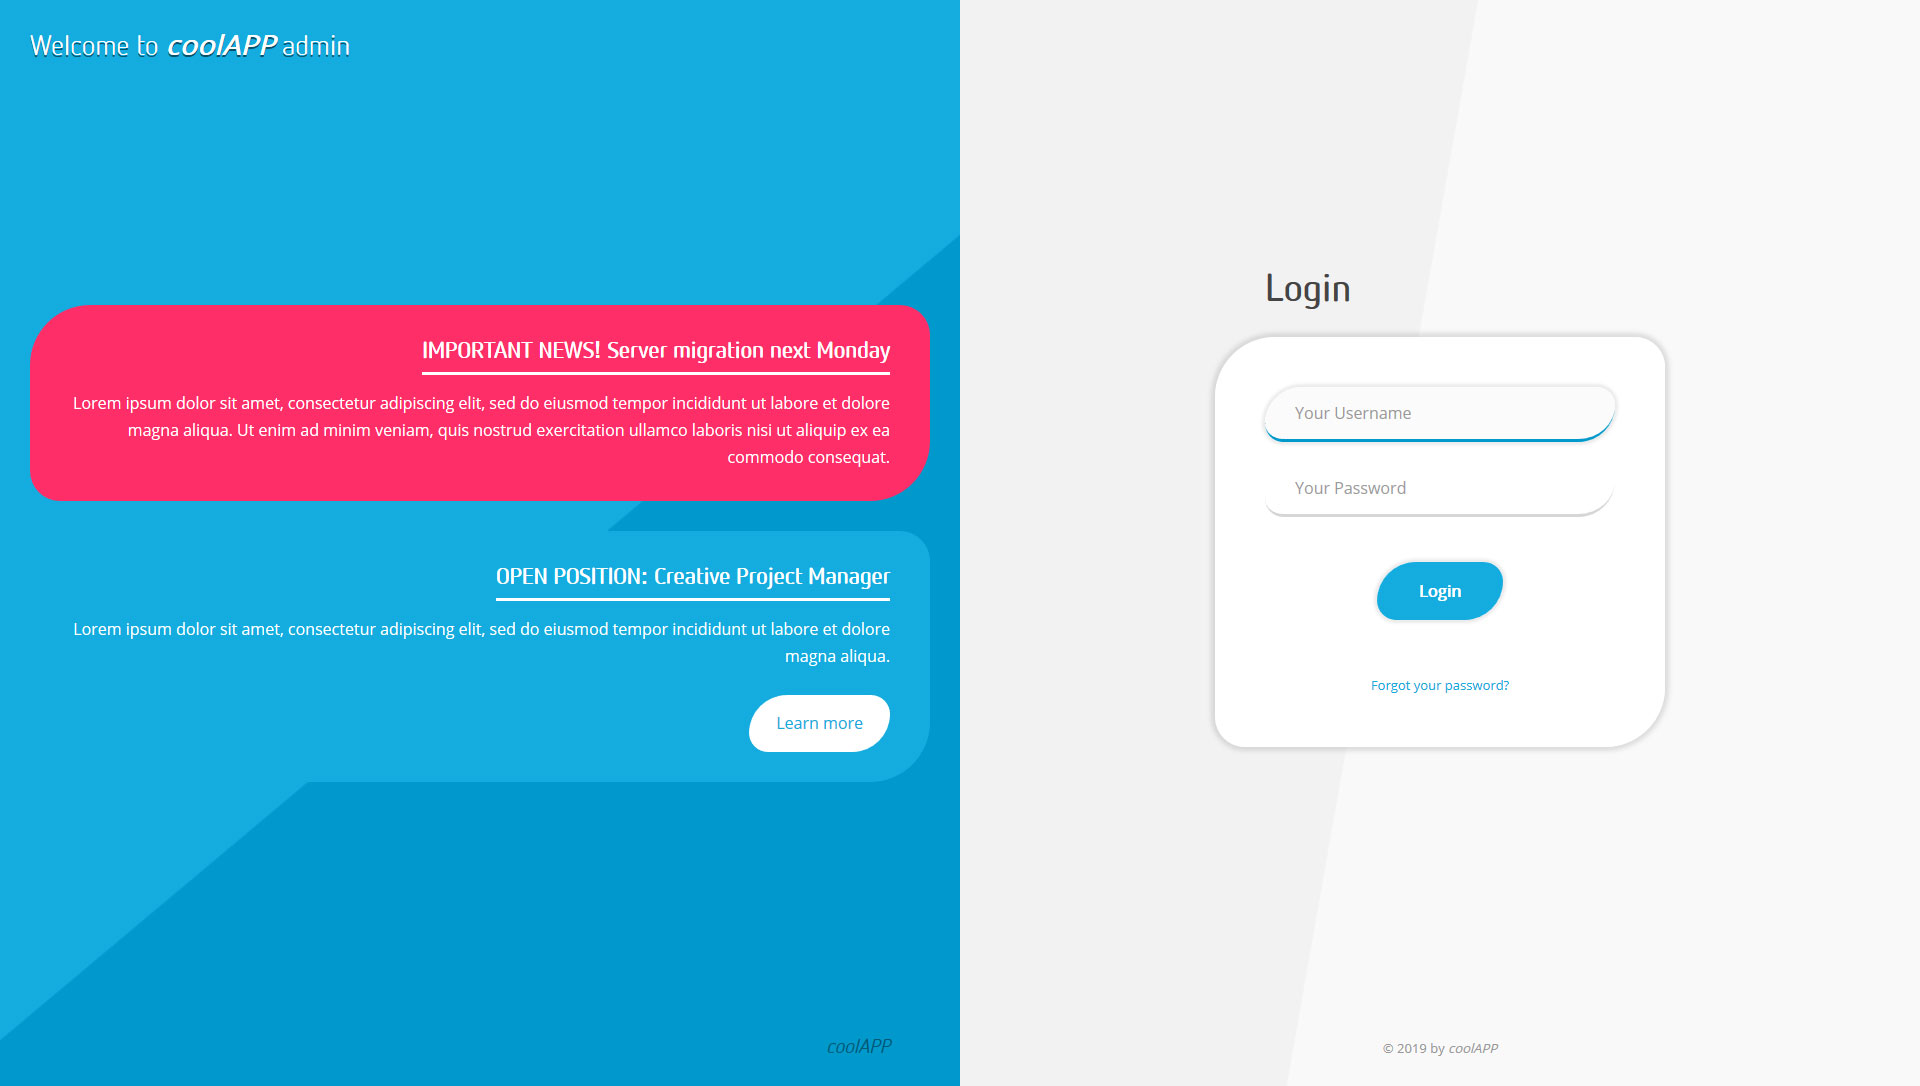 Welcome to coolAPP admin
IMPORTANT NEWS! Server migration next Monday
Lorem ipsum dolor sit amet, consectetur adipiscing elit, sed do eiusmod tempor incididunt ut labore et dolore
magna aliqua. Ut enim ad minim veniam, quis nostrud exercitation ullamco laboris nisi ut aliquip ex ea
commodo consequat.
OPEN POSITION: Creative Project Manager
Lorem ipsum dolor sit amet, consectetur adipiscing elit, sed do eiusmod tempor incididunt ut labore et dolore
magna aliqua.
Learn more
coolAPP
Login
Your Username
Your Password
Login
Forgot your password?
© 2019 by coolAPP